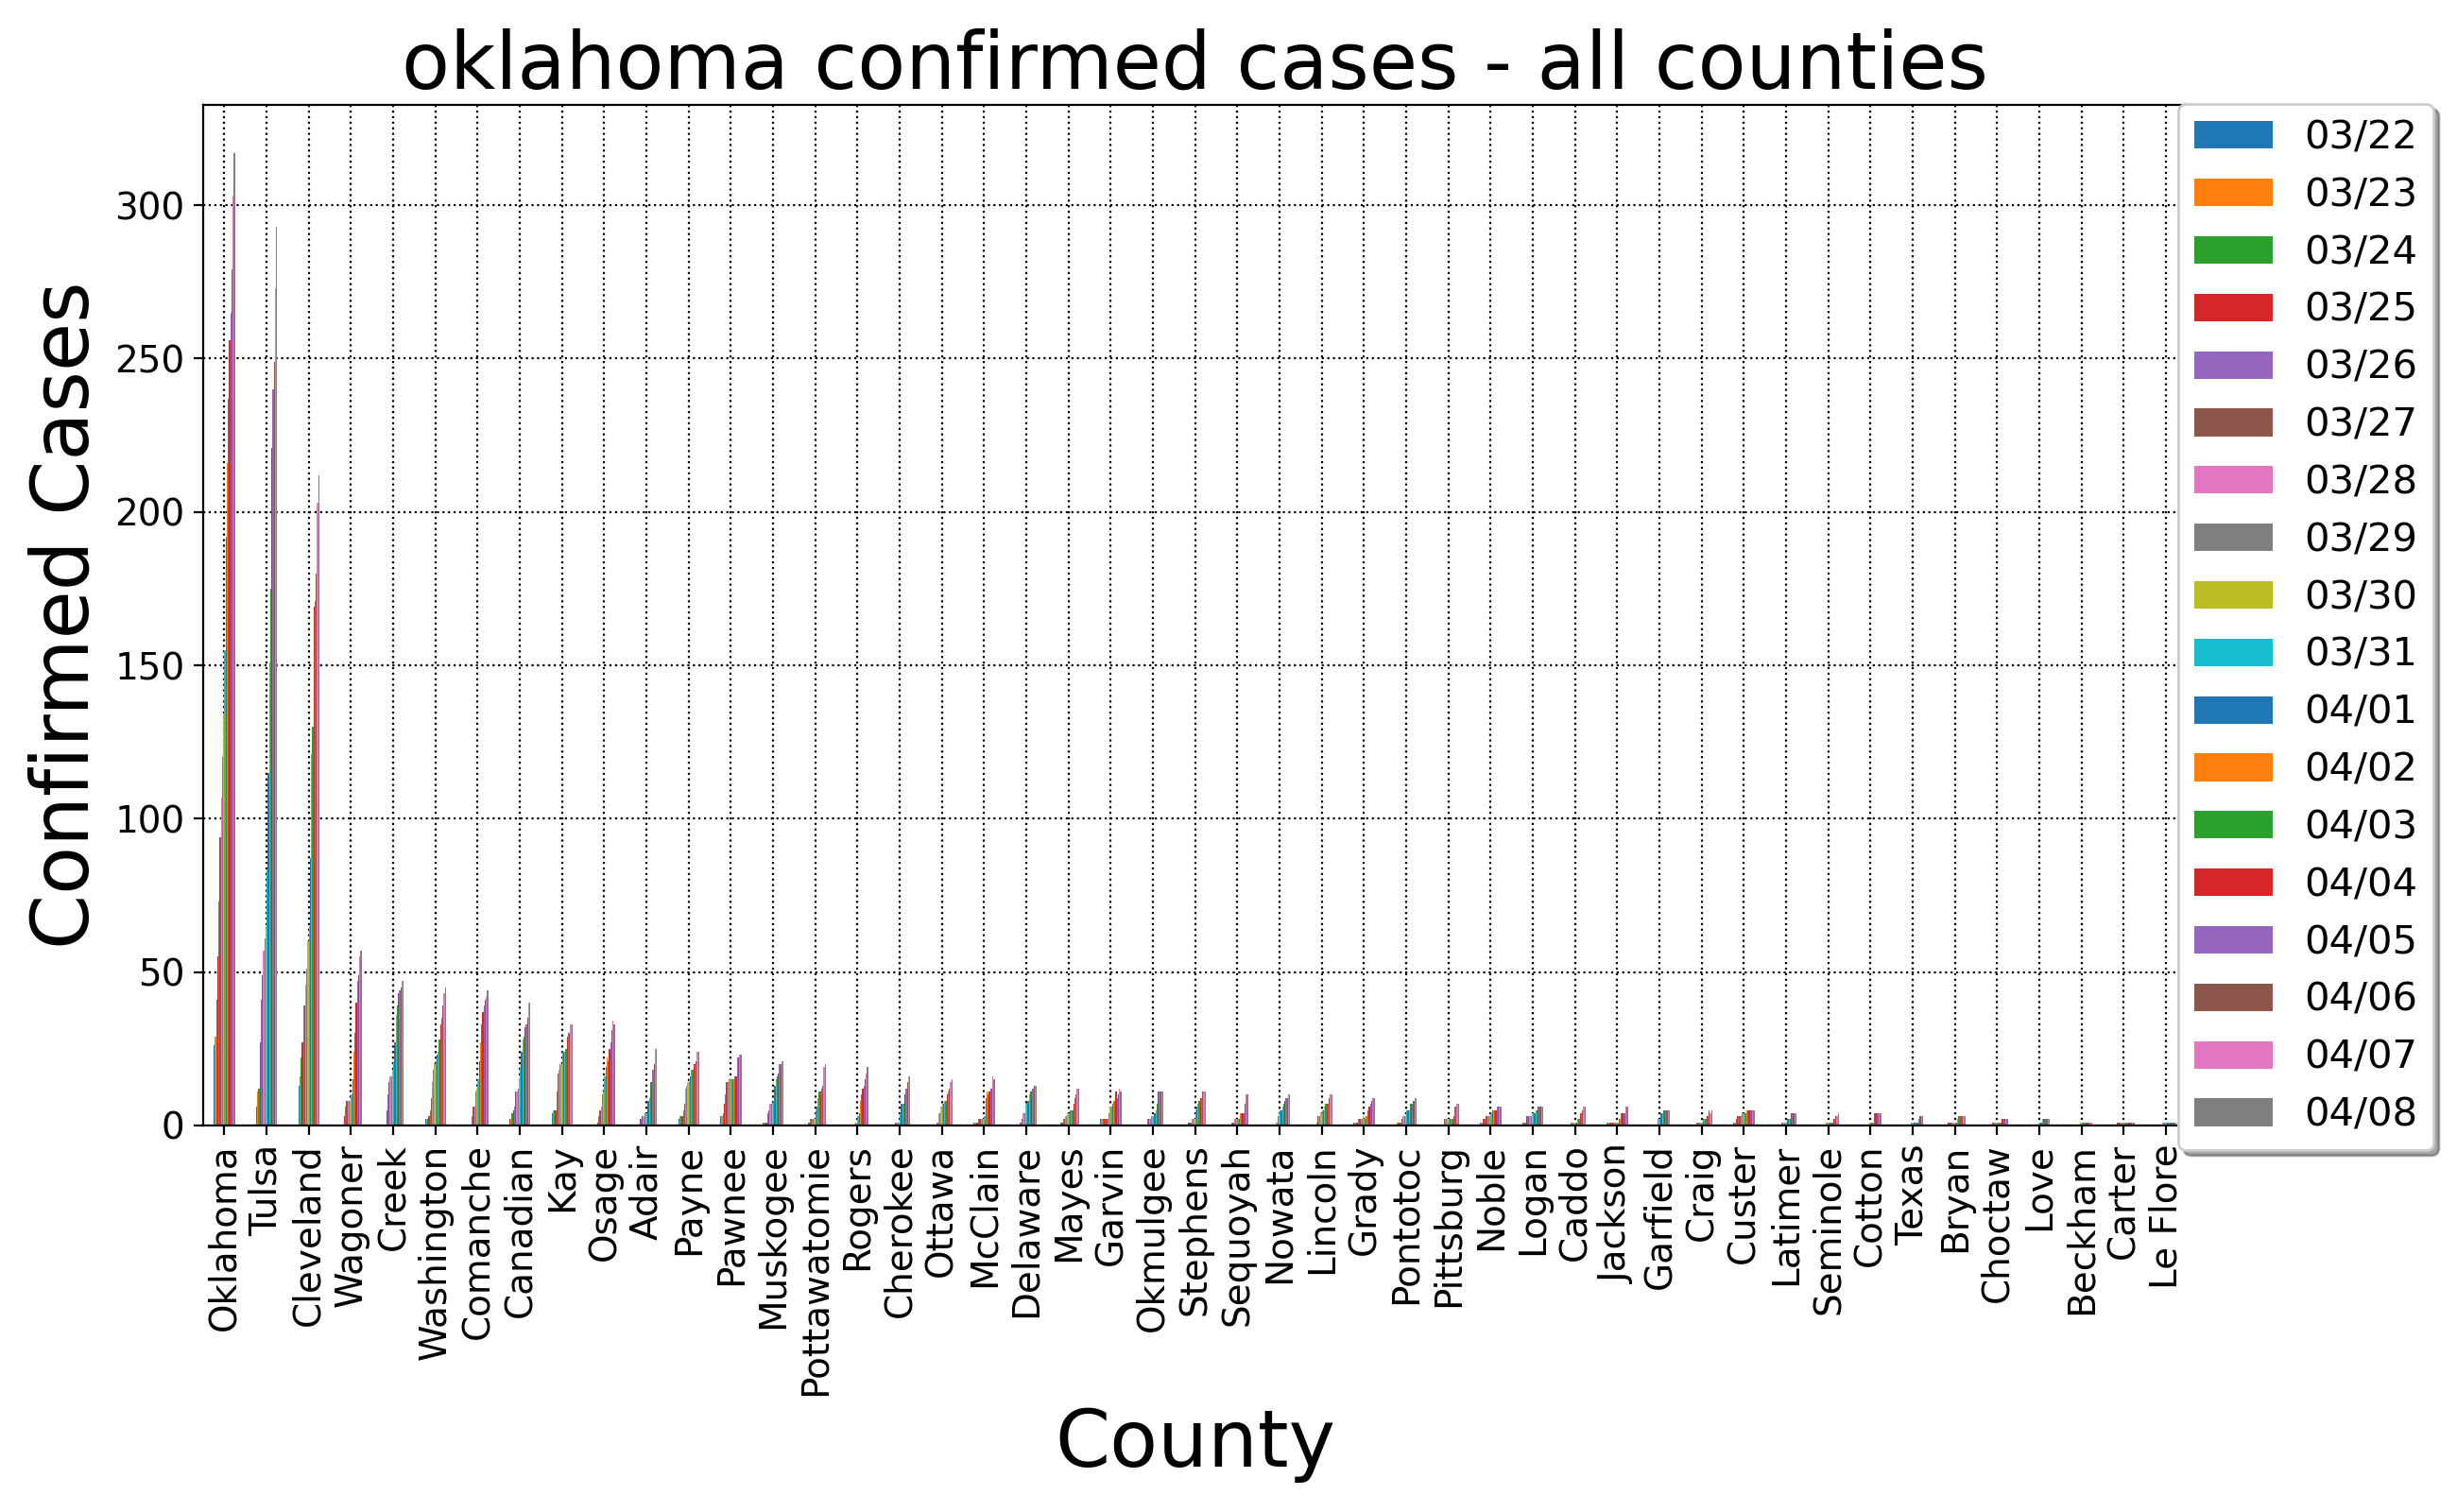 oklahoma confirmed cases - all counties
Confirmed Cases
300
250
200
150
100
50
0
03/22
03/23
03/24
03/25
03/26
03/27
03/28
03/29
03/30
03/31
04/01
04/02
04/03
04/04
04/05
04/06
04/07
04/08
Oklahoma
Tulsa
Cleveland
Wagoner
Creek
Washington
Comanche
Canadian
Kay
Osage
Adair
Payne
Pawnee
Muskogee
Pottawatomie
Rogers
Cherokee
Ottawa
McClain
Delaware
Mayes
Garvin
Okmulgee
Stephens
Sequoyah
Nowata
Lincoln
Grady
Pontotoc
Pittsburg
Noble
Logan
Caddo
Jackson
Garfield
Craig
Custer
Latimer
Seminole
Cotton
Texas
Bryan
Choctaw
Love
Beckham
Carter
Le Flore
County